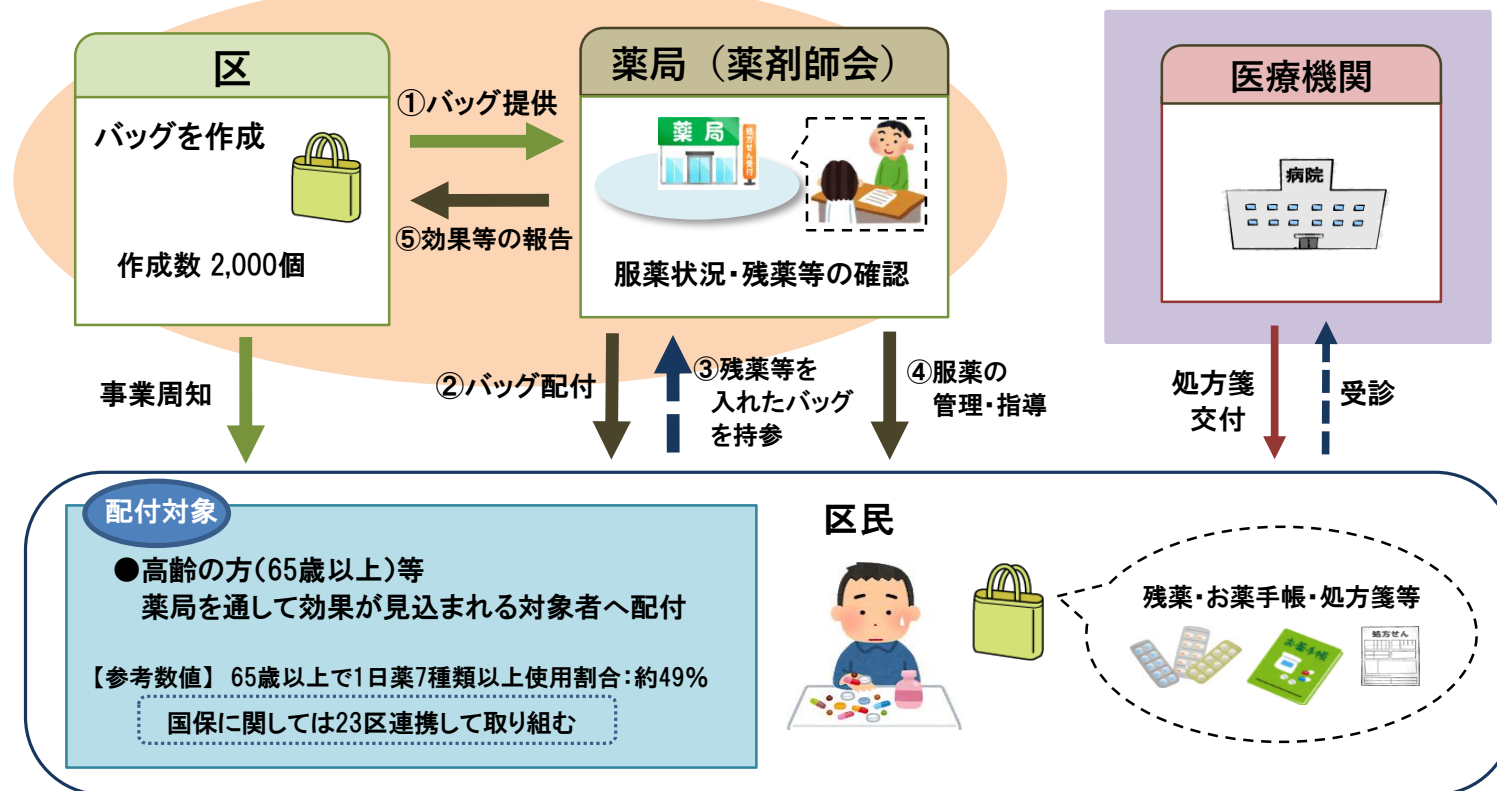 区
バッグを作成
作成数 2,000個
①バッグ提供
⑤効果等の報告
薬局（薬剤師会）
薬局
処方せん受付
服薬状況・残薬等の確認
医療機関
病院
事業周知
②バッグ配付
③残薬等を
入れたバッグ
を持参
④服薬の
管理・指導
処方箋
交付
受診
配付対象
●高齢の方(65歳以上)等
薬局を通して効果が見込まれる対象者へ配付
【参考数値】 65歳以上で1日薬7種類以上使用割合：約49%
国保に関しては23区連携して取り組む
区民
残薬・お薬手帳・処方箋等
お薬手帳
処方せん